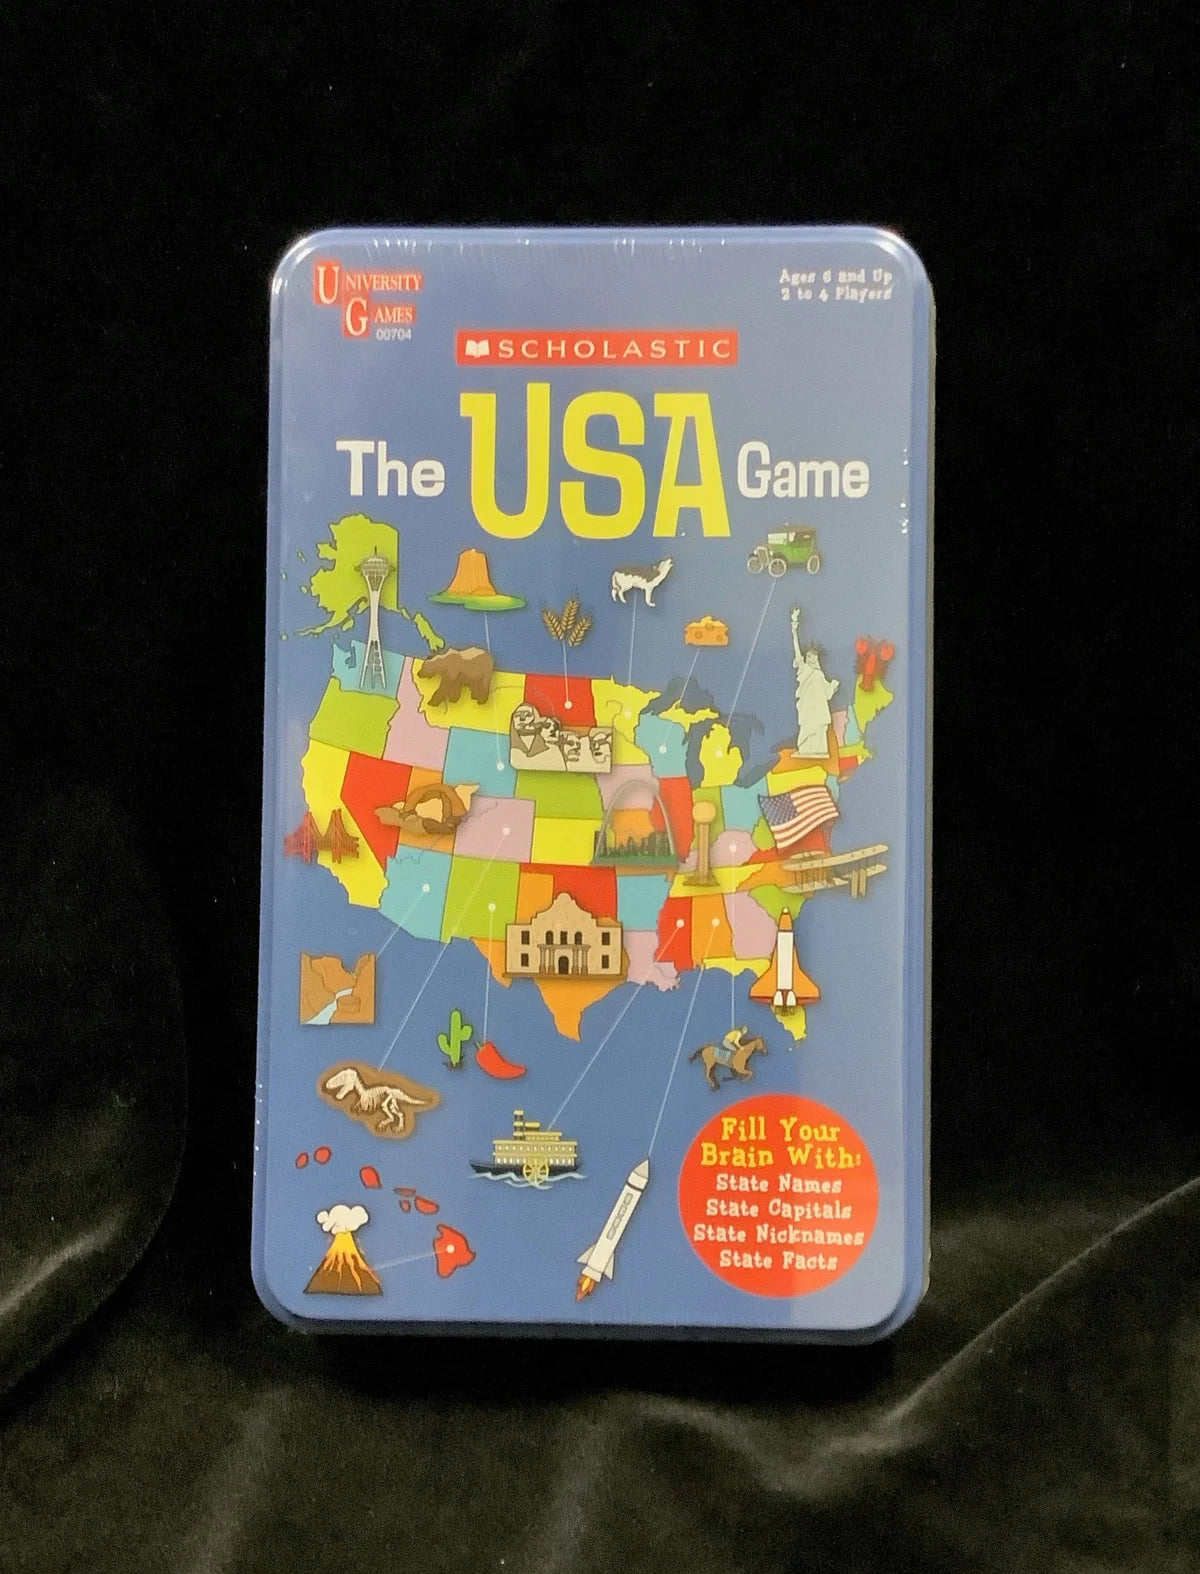 UNIVERSITY
GAMES
00704
Ages 6 and Up
2 to 4 Players
SCHOLASTIC
The USA Game
Fill Your
Brain With:
State Names
State Capitals
State Nicknames
State Facts